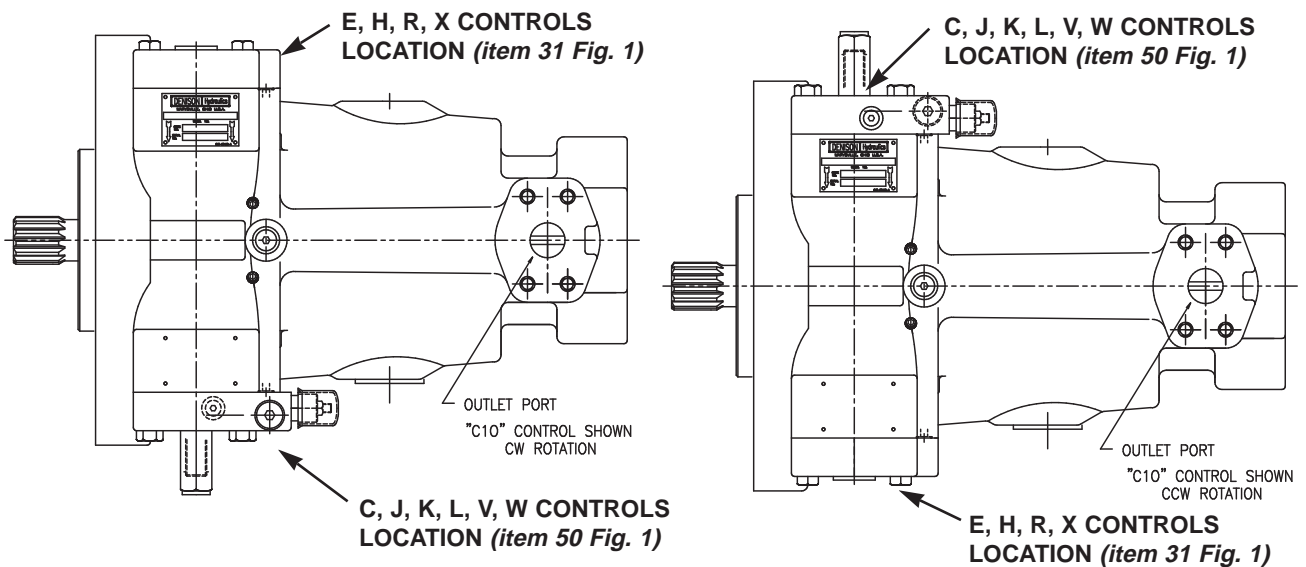 E, H, R, X CONTROLS
LOCATION (item 31 Fig. 1)
DENISON Hydraulics
OUTLET PORT
"C10" CONTROL SHOWN
CW ROTATION
C, J, K, L, V, W CONTROLS
LOCATION (item 50 Fig. 1)
C, J, K, L, V, W CONTROLS
LOCATION (item 50 Fig. 1)
DENISON Hydraulics
OUTLET PORT
"C10" CONTROL SHOWN
CCW ROTATION
E, H, R, X CONTROLS
LOCATION (item 31 Fig. 1)